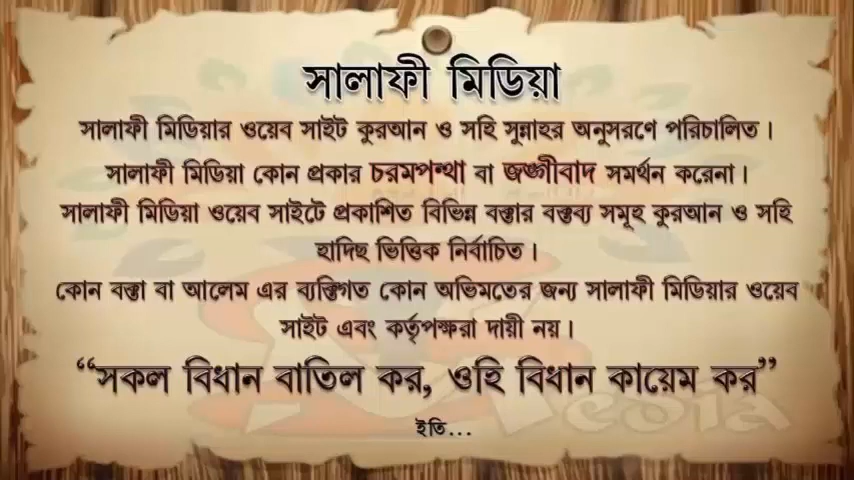 সালাফী মিডিয়া
সালাফী মিডিয়ার ওয়েব সাইট কুরআন ও সহি সুন্নাহর অনুসরণে পরিচালিত।
সালাফী মিডিয়া কোন প্রকার চরমপন্থা বা জঙ্গীবাদ সমর্থন করেনা।
সালাফী মিডিয়া ওয়েব সাইটে প্রকাশিত বিভিন্ন বক্তার বক্তব্য সমূহ কুরআন ও সহি
হাদিছ ভিত্তিক নির্বাচিত।
কোন বক্তা বা আলেম এর ব্যক্তিগত কোন অভিমতের জন্য সালাফী মিডিয়ার ওয়েব
সাইট এবং কর্তৃপক্ষরা দায়ী নয়।
“সকল বিধান বাতিল কর, ওহি বিধান কায়েম কর”
ইতি...